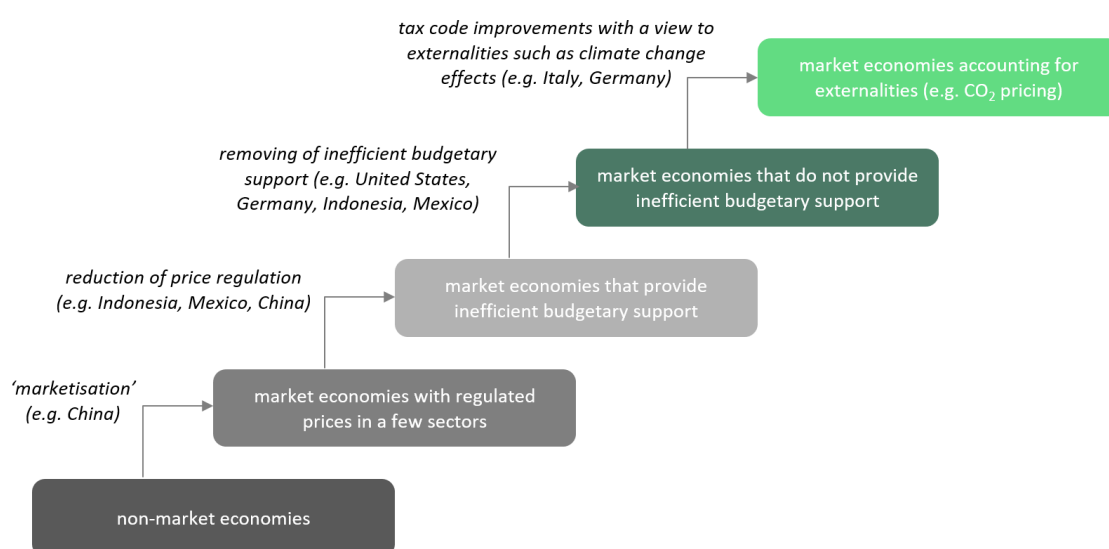 tax code improvements with a view to
externalities such as climate change
effects (e.g. Italy, Germany)
market economies accounting for
externalities (e.g. CO₂ pricing)
removing of inefficient budgetary
support (e.g. United States,
Germany, Indonesia, Mexico)
market economies that do not provide
inefficient budgetary support
reduction of price regulation
(e.g. Indonesia, Mexico, China)
market economies that provide
inefficient budgetary support
‘marketisation’
(e.g. China)
market economies with regulated
prices in a few sectors
non-market economies